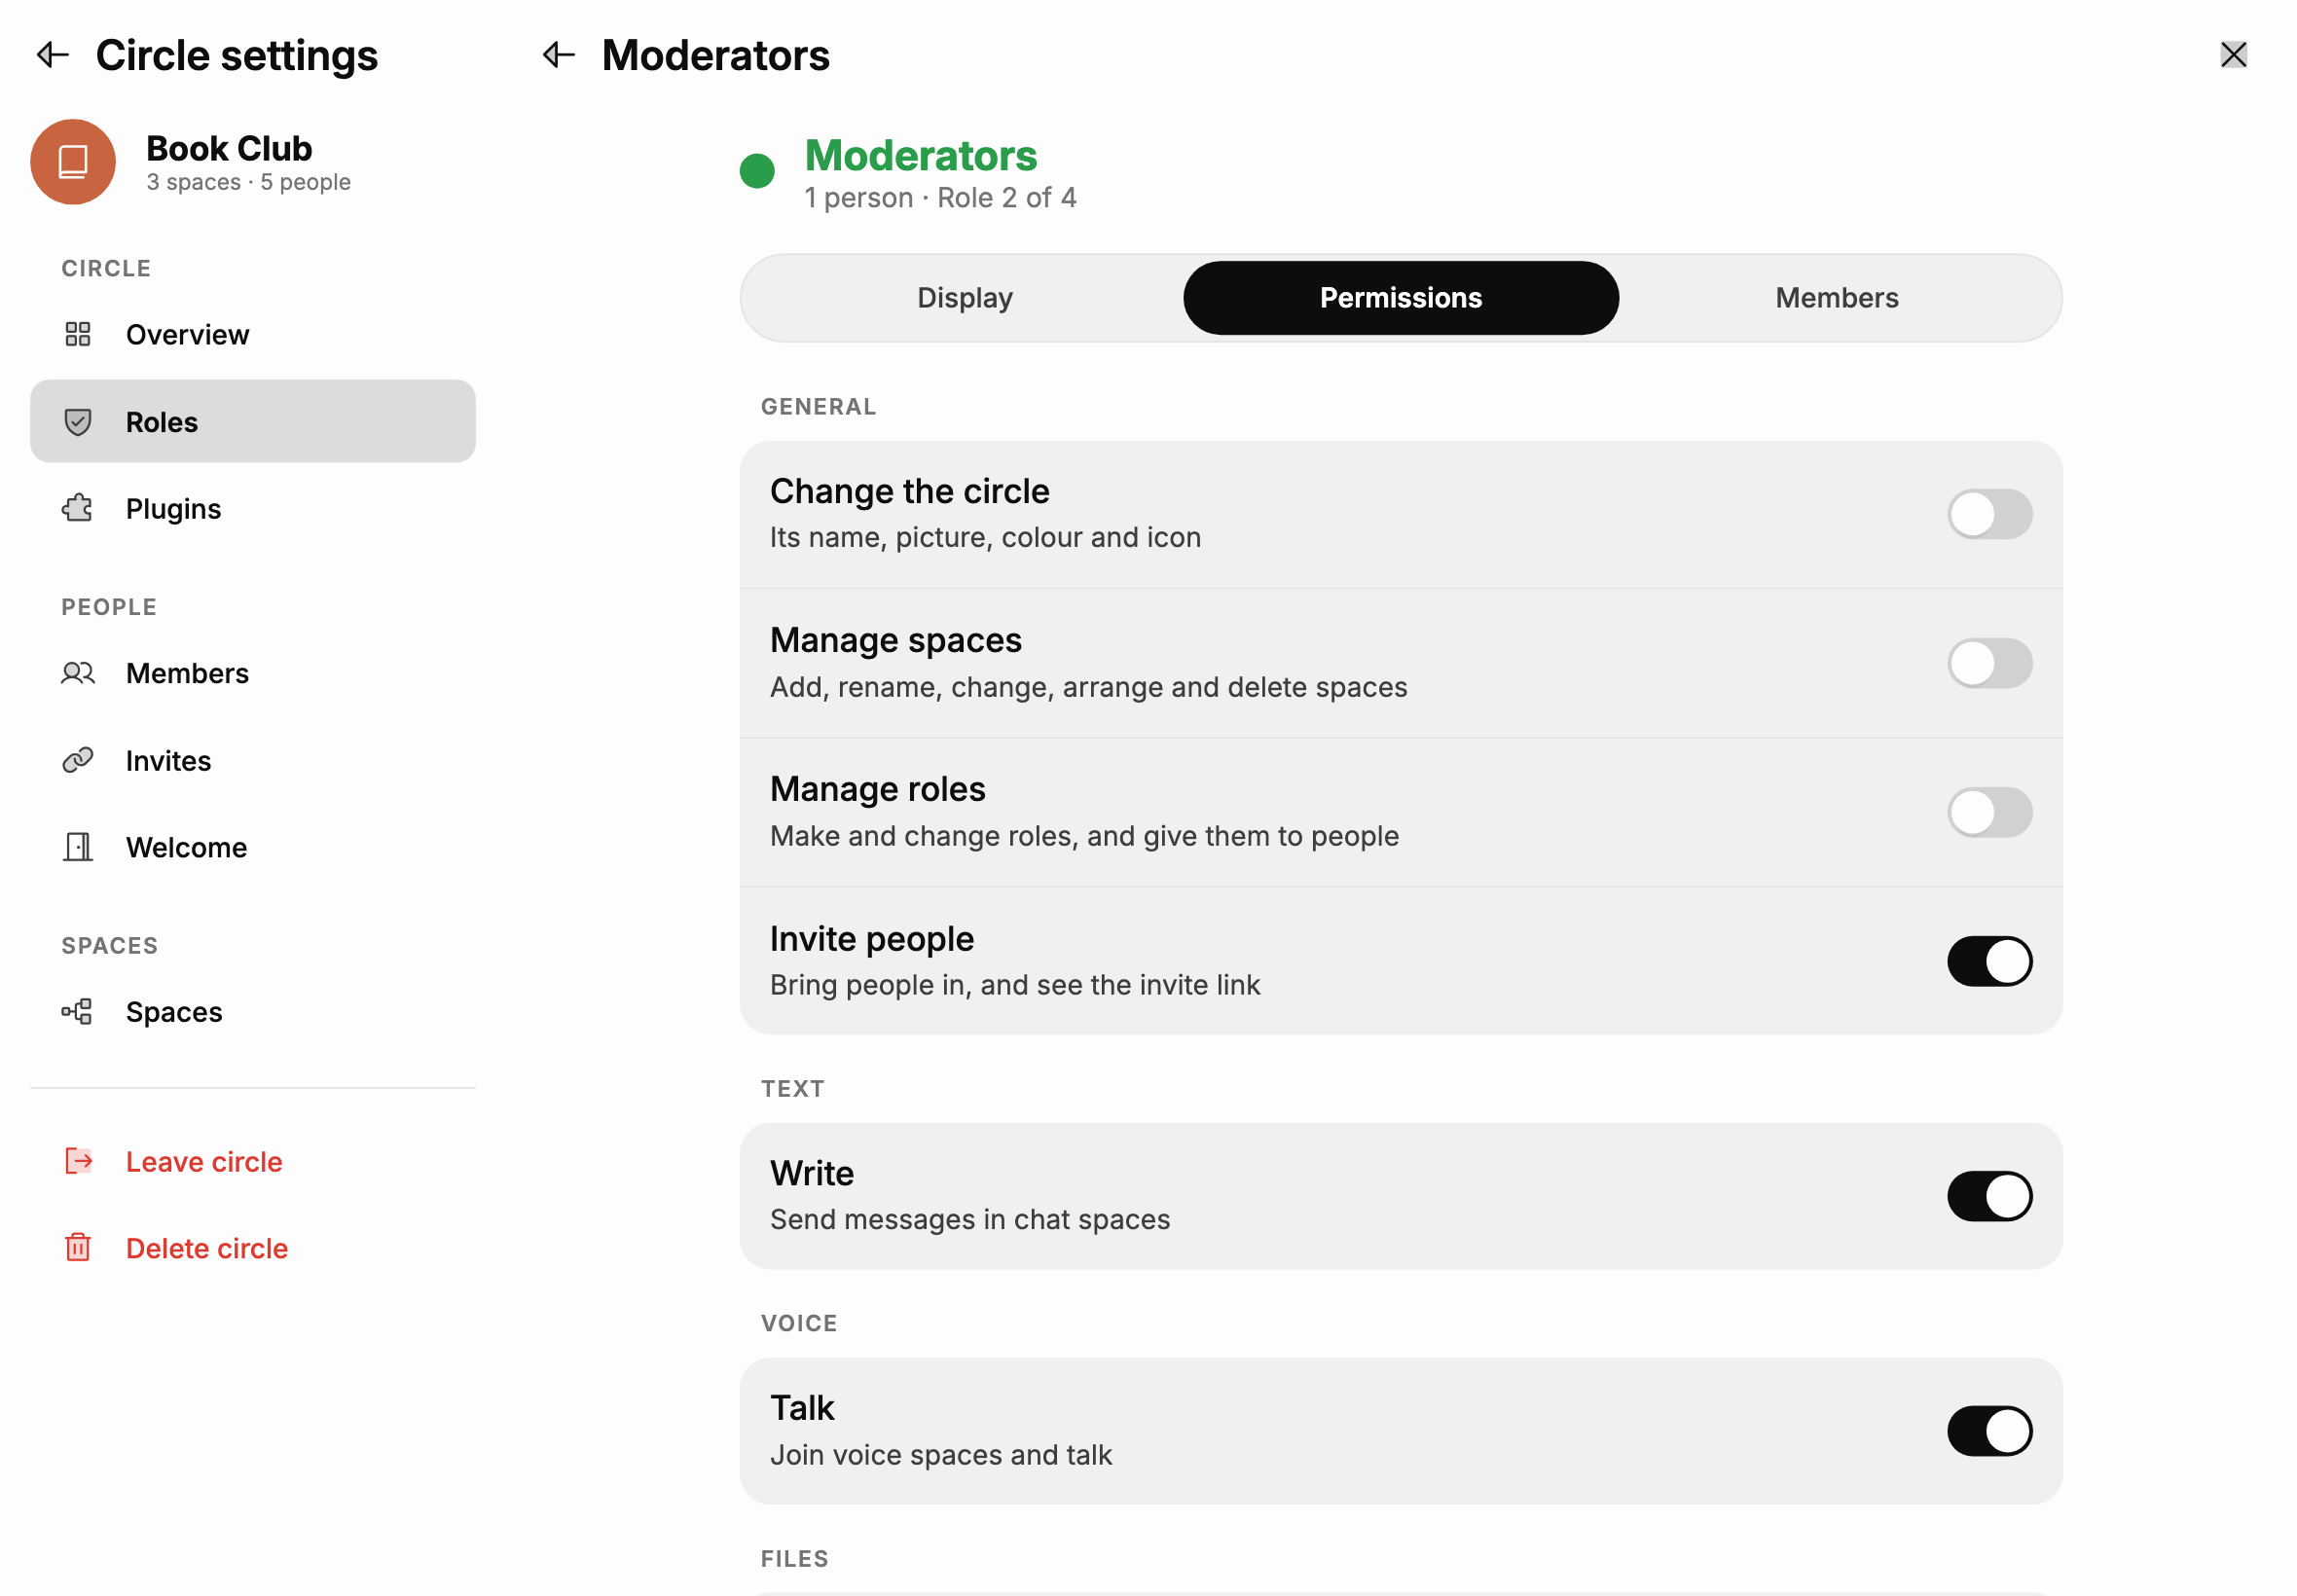 Circle settings
Book Club
3 spaces · 5 people
CIRCLE
Overview
Roles
Plugins
PEOPLE
Members
Invites
Welcome
SPACES
Spaces
Leave circle
Delete circle
Moderators
Moderators
1 person · Role 2 of 4
Display
Permissions
Members
GENERAL
Change the circle
Its name, picture, colour and icon
Manage spaces
Add, rename, change, arrange and delete spaces
Manage roles
Make and change roles, and give them to people
Invite people
Bring people in, and see the invite link
TEXT
Write
Send messages in chat spaces
VOICE
Talk
Join voice spaces and talk
FILES